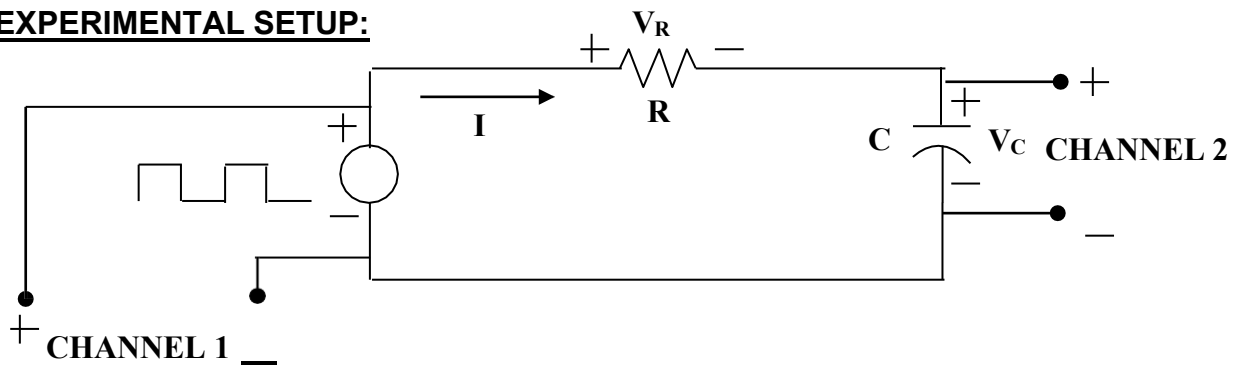 EXPERIMENTAL SETUP:
VR
+ −
I
R
+
+
+
C
VC
CHANNEL 2
−
−
−
+
CHANNEL 1
−